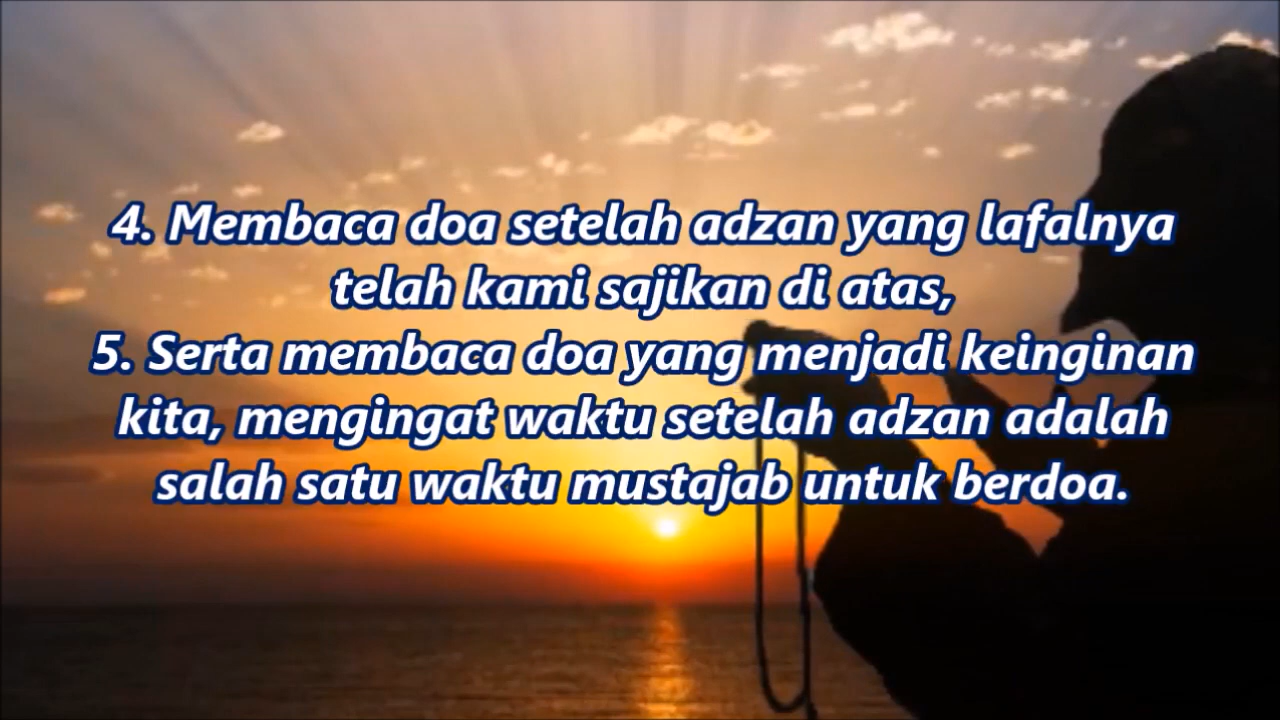 4. Membaca doa setelah adzan yang lafalnya
telah kami sajikan di atas,
5. Serta membaca doa yang menjadi keinginan
kita, mengingat waktu setelah adzan adalah
salah satu waktu mustajab untuk berdoa.